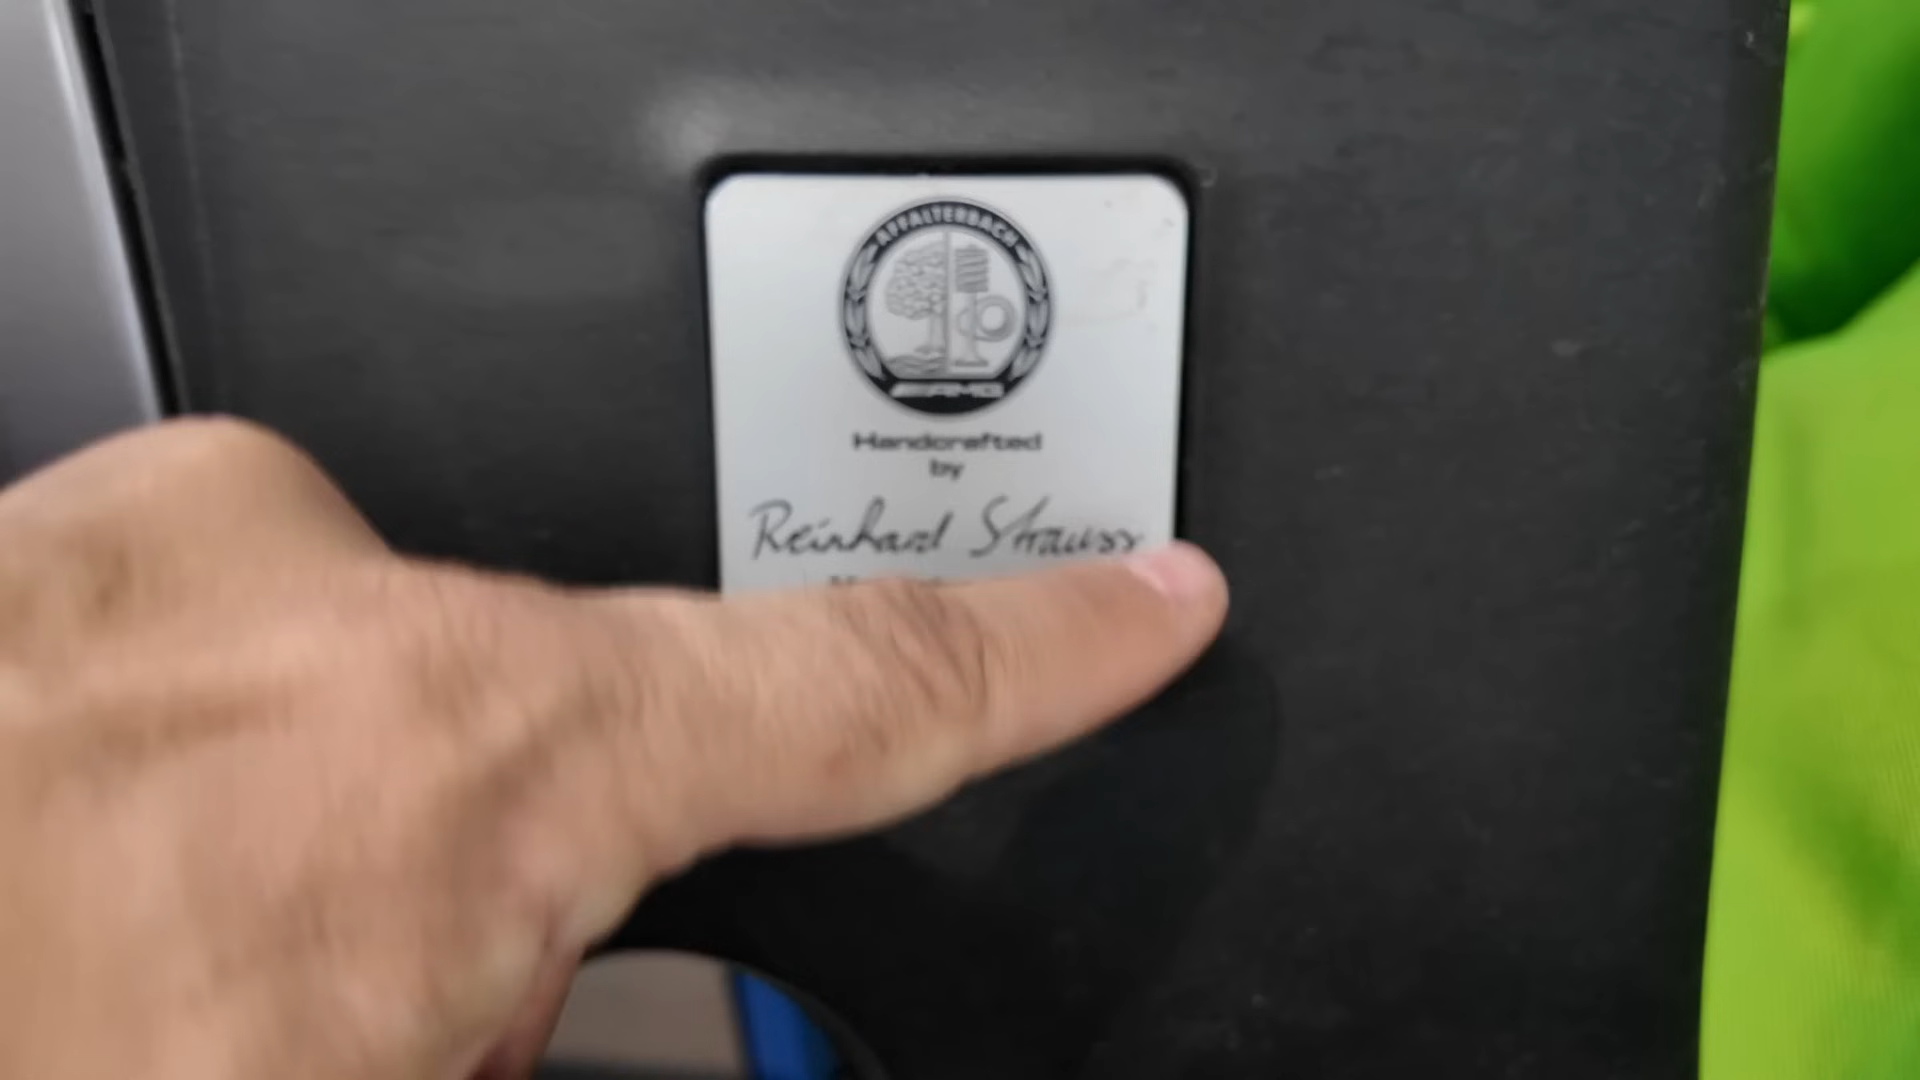 AFFALTERBACH
AMG
Handcrafted
by
Reinhard Strauss